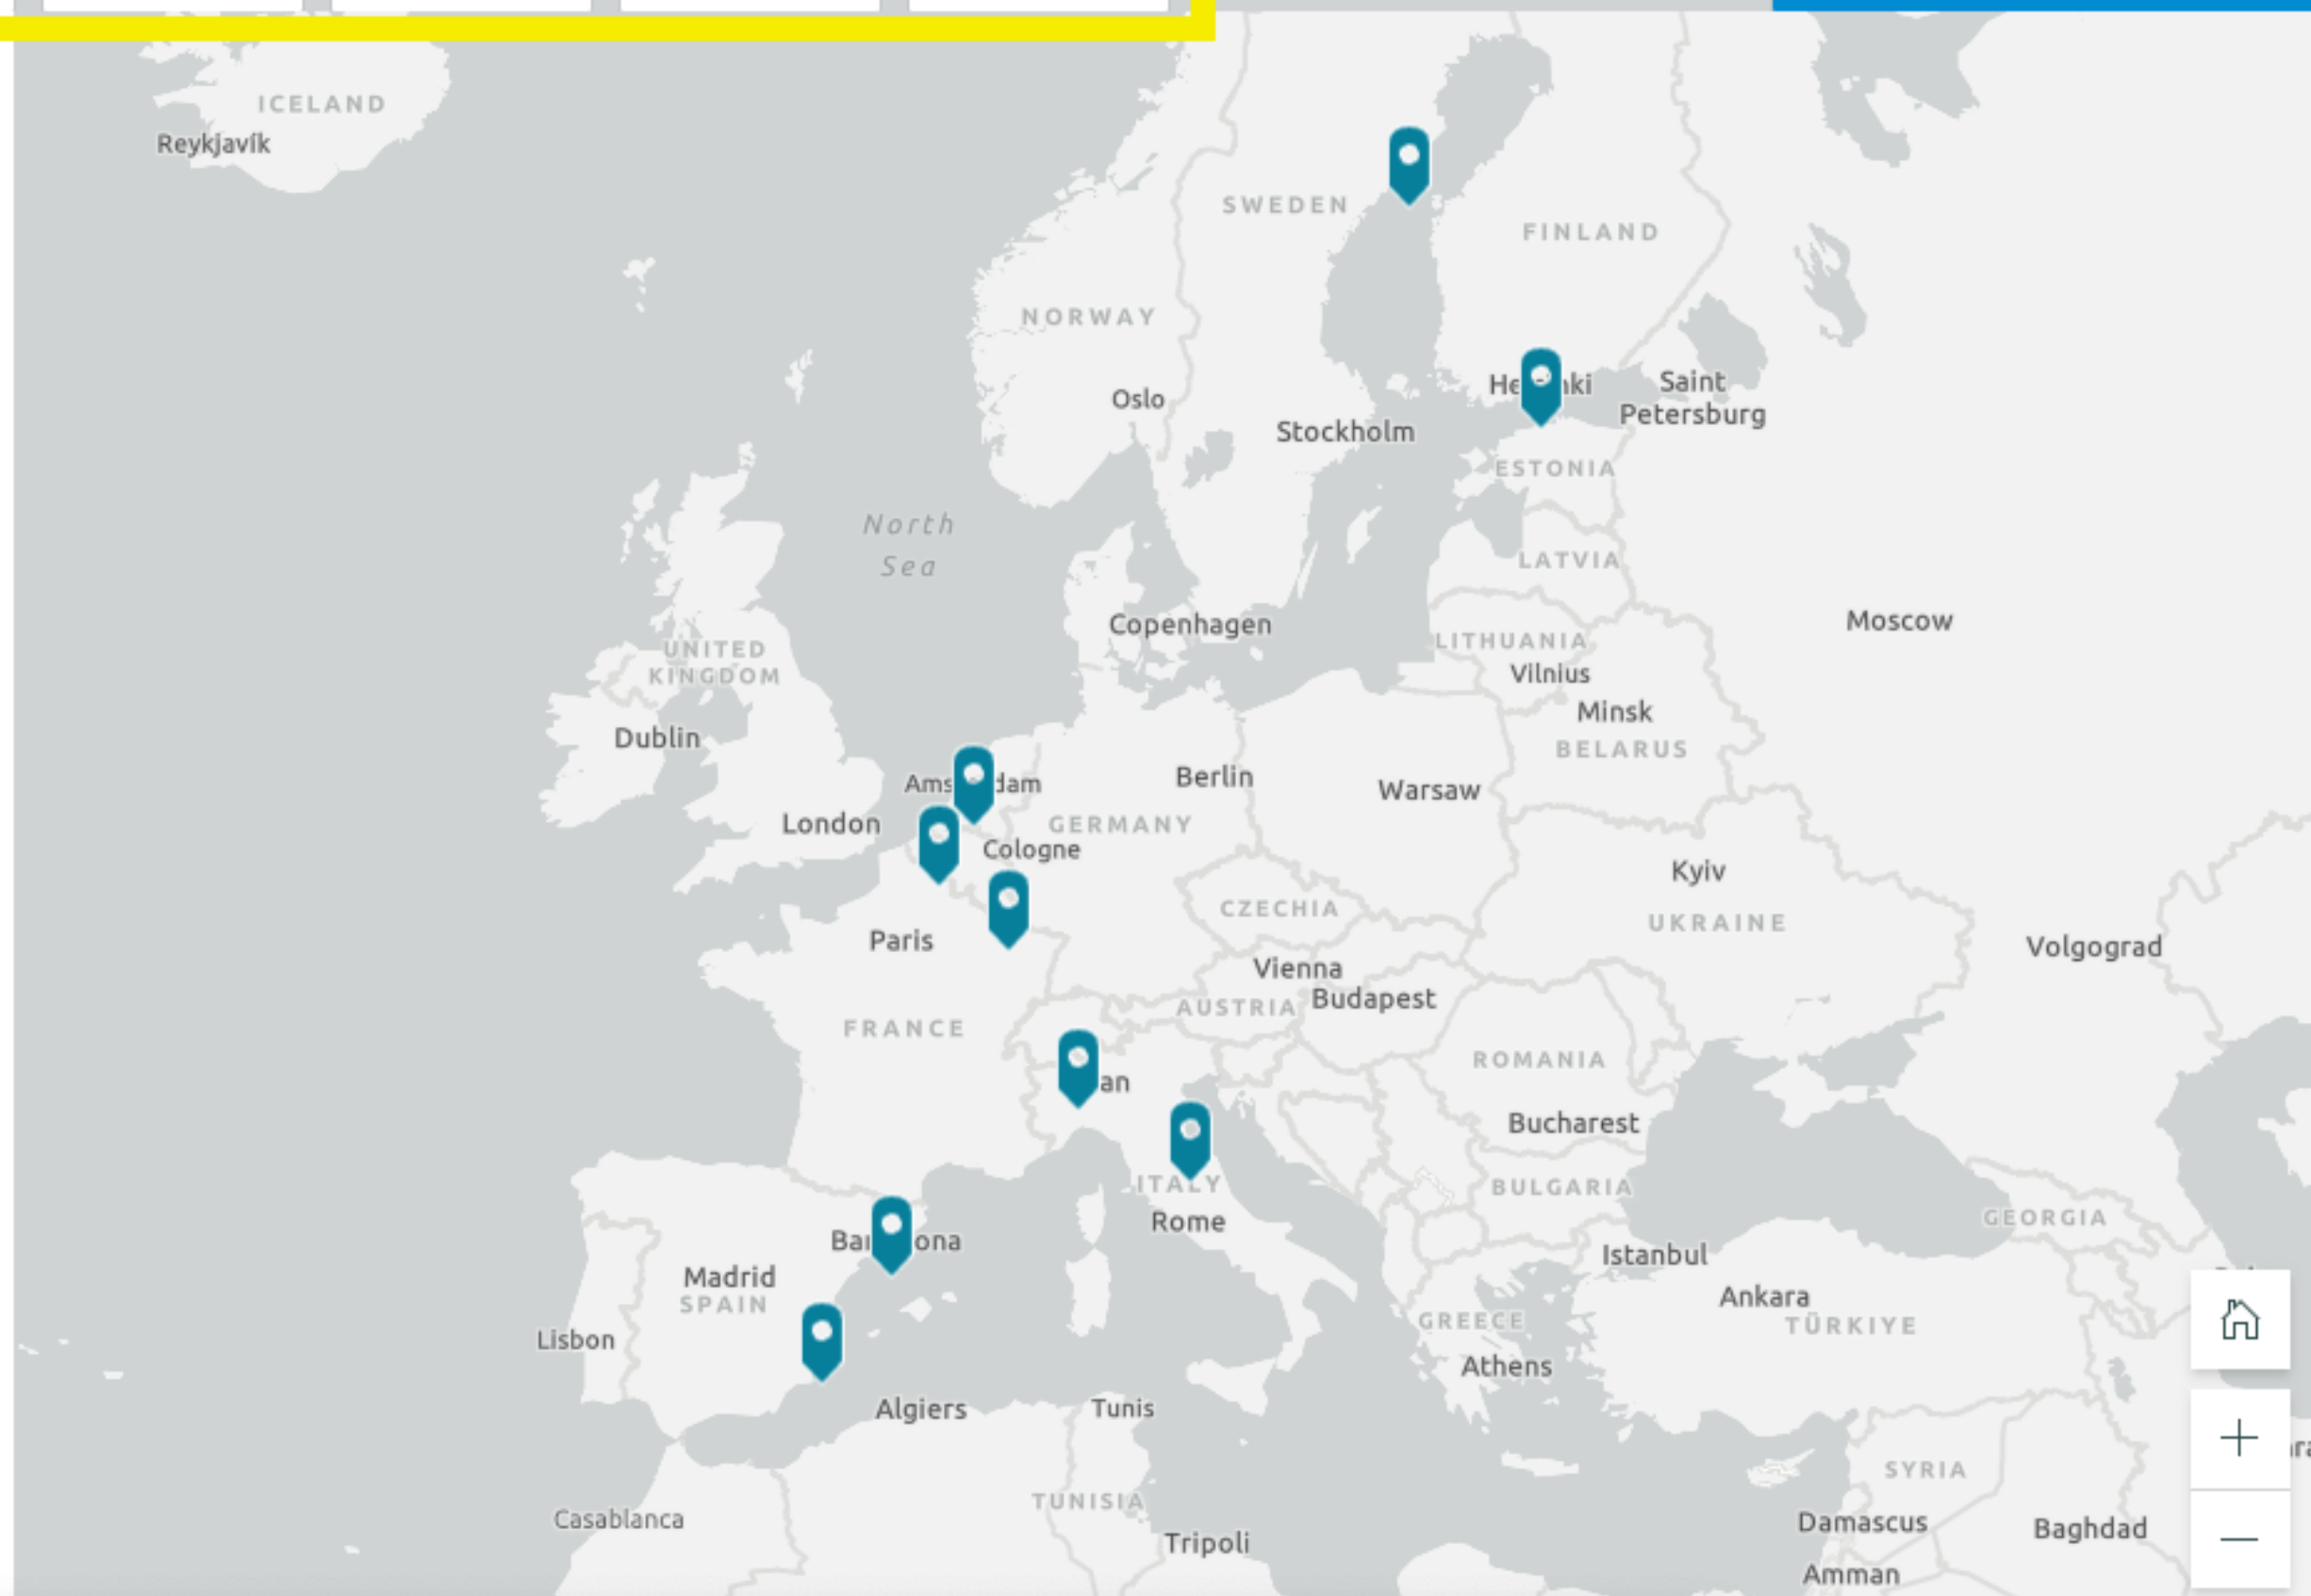 ICELAND
Reykjavík
SWEDEN
FINLAND
NORWAY
Oslo
Stockholm
Saint
Petersburg
ESTONIA
North
Sea
LATVIA
Copenhagen
Moscow
LITHUANIA
UNITED
KINGDOM
Vilnius
Minsk
Dublin
BELARUS
Berlin
Warsaw
London
GERMANY
Cologne
Kyiv
CZECHIA
UKRAINE
Paris
Volgograd
Vienna
Budapest
AUSTRIA
FRANCE
ROMANIA
Bucharest
ITALY
BULGARIA
Rome
GEORGIA
Istanbul
Madrid
SPAIN
Ankara
TÜRKIYE
GREECE
Lisbon
Athens
Algiers
Tunis
SYRIA
TUNISIA
Casablanca
Damascus
Baghdad
Tripoli
Amman